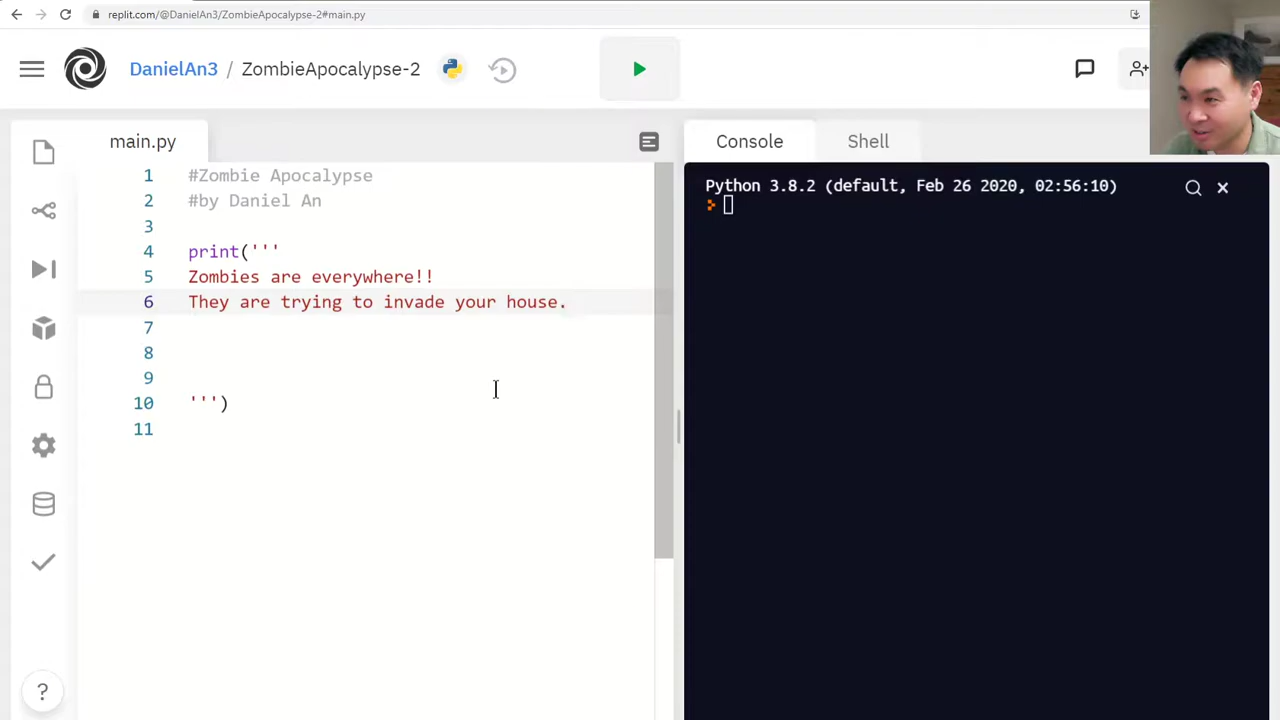 replit.com/@DanielAn3/ZombieApocalypse-2#main.py
DanielAn3 / ZombieApocalypse-2
main.py
Console
Shell
1 #Zombie Apocalypse
2 #by Daniel An
3
4 print('''
5 Zombies are everywhere!!
6 They are trying to invade your house.
7
8
9
10 ''')
11
Python 3.8.2 (default, Feb 26 2020, 02:56:10)
?